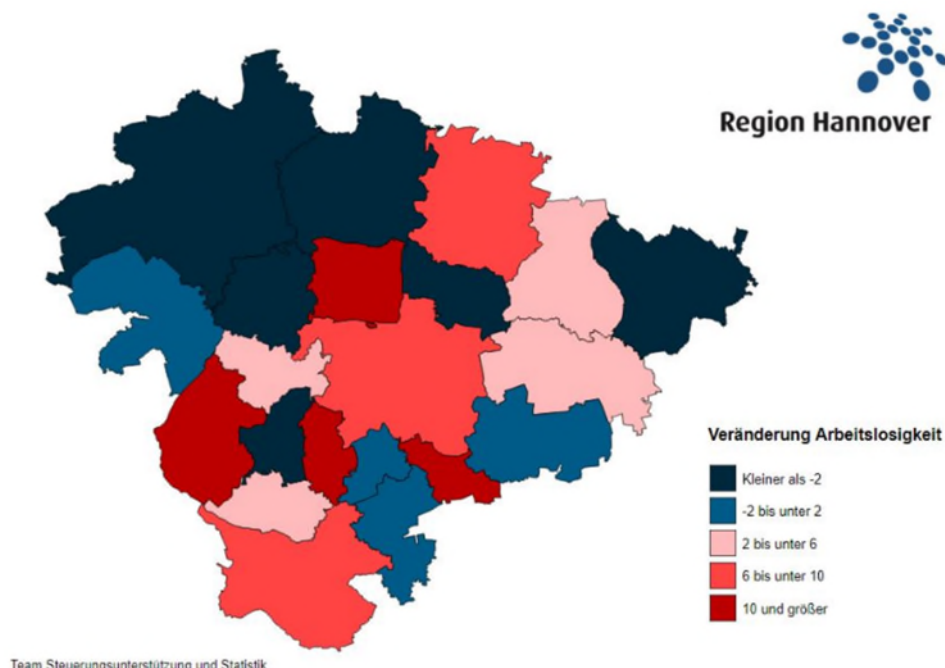 Region Hannover
Veränderung Arbeitslosigkeit
Kleiner als -2
-2 bis unter 2
2 bis unter 6
6 bis unter 10
10 und größer
Team Steuerungsunterstützung und Statistik